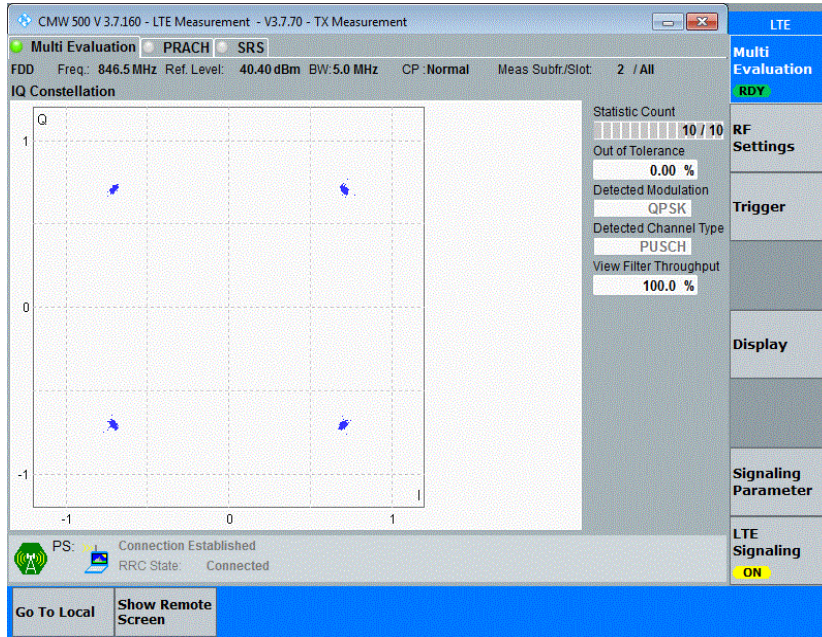 CMW 500 V 3.7.160 - LTE Measurement - V3.7.70 - TX Measurement
LTE
Multi Evaluation PRACH SRS
FDD Freq.: 846.5 MHz Ref. Level: 40.40 dBm BW: 5.0 MHz CP : Normal Meas Subfr./Slot: 2 / All
IQ Constellation
Q
1
0
-1
I
-1 0 1
Statistic Count
10 / 10
Out of Tolerance
0.00 %
Detected Modulation
QPSK
Detected Channel Type
PUSCH
View Filter Throughput
100.0 %
Multi
Evaluation
RDY
RF
Settings
Trigger
Display
Signaling
Parameter
LTE
Signaling
ON
PS: Connection Established
RRC State: Connected
Go To Local
Show Remote
Screen